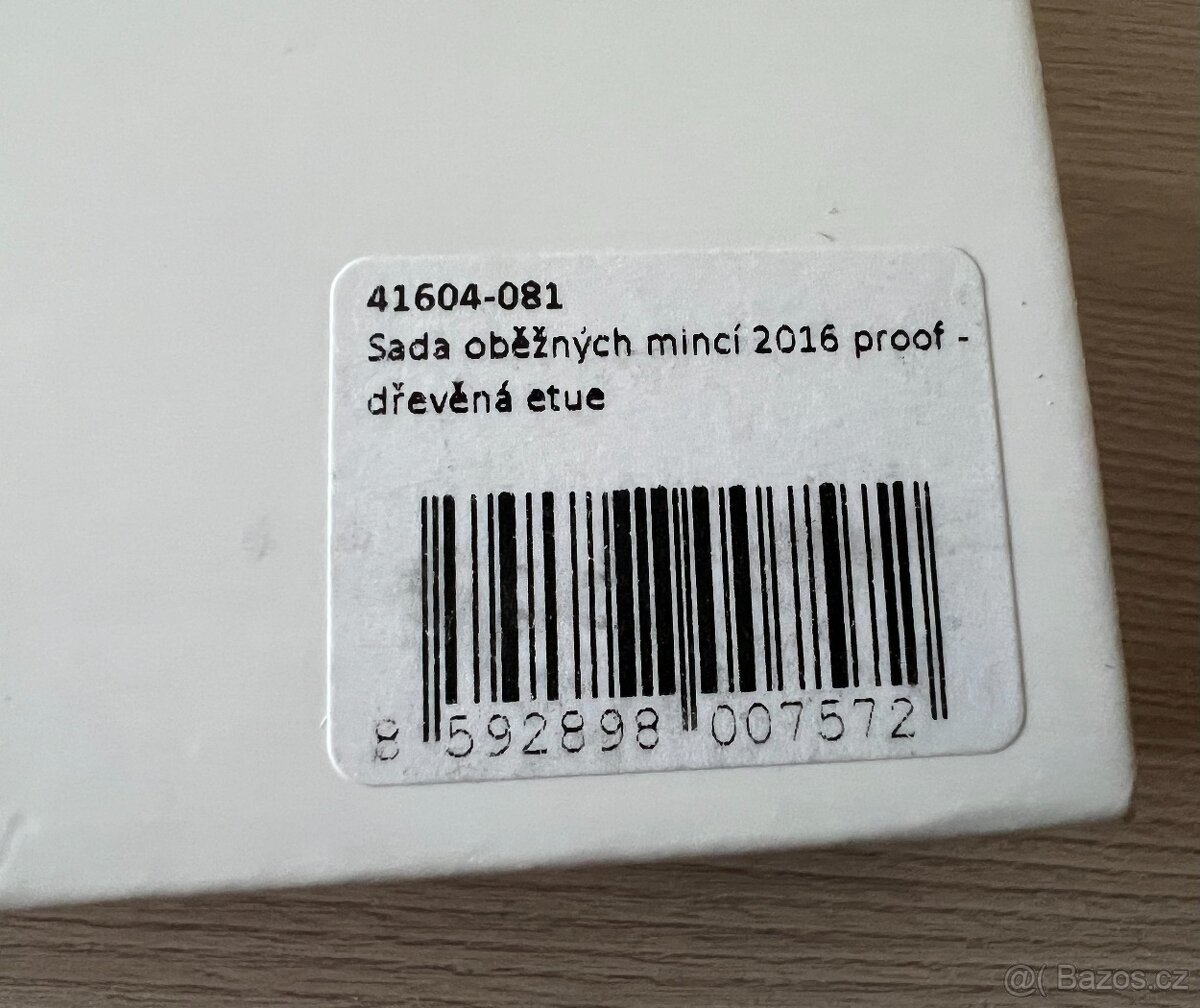 41604-081
Sada oběžných mincí 2016 proof -
dřevěná etue
8 592898 007572
@( Bazos.cz